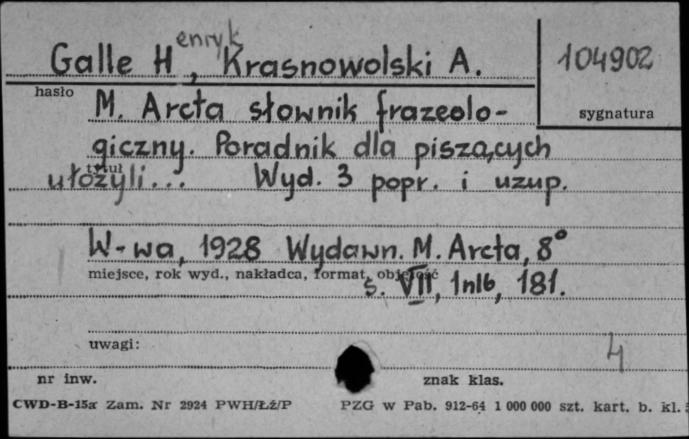 Galle Henryk, Krasnowolski A.
104902
hasło
sygnatura
M. Arcta słownik frazeolo-
giczny. Poradnik dla piszących
tytuł
ułożyli... Wyd. 3 popr. i uzup.
W-wa, 1928 Wydawn. M. Arcta, 8°
miejsce, rok wyd., nakładca, format, objętość
s. VII, 1nlb, 181.
uwagi:
4
nr inw.
znak klas.
CWD-B-15a Zam. Nr 2924 PWH/Łź/P PZG w Pab. 912-64 1 000 000 szt. kart. b. kl.